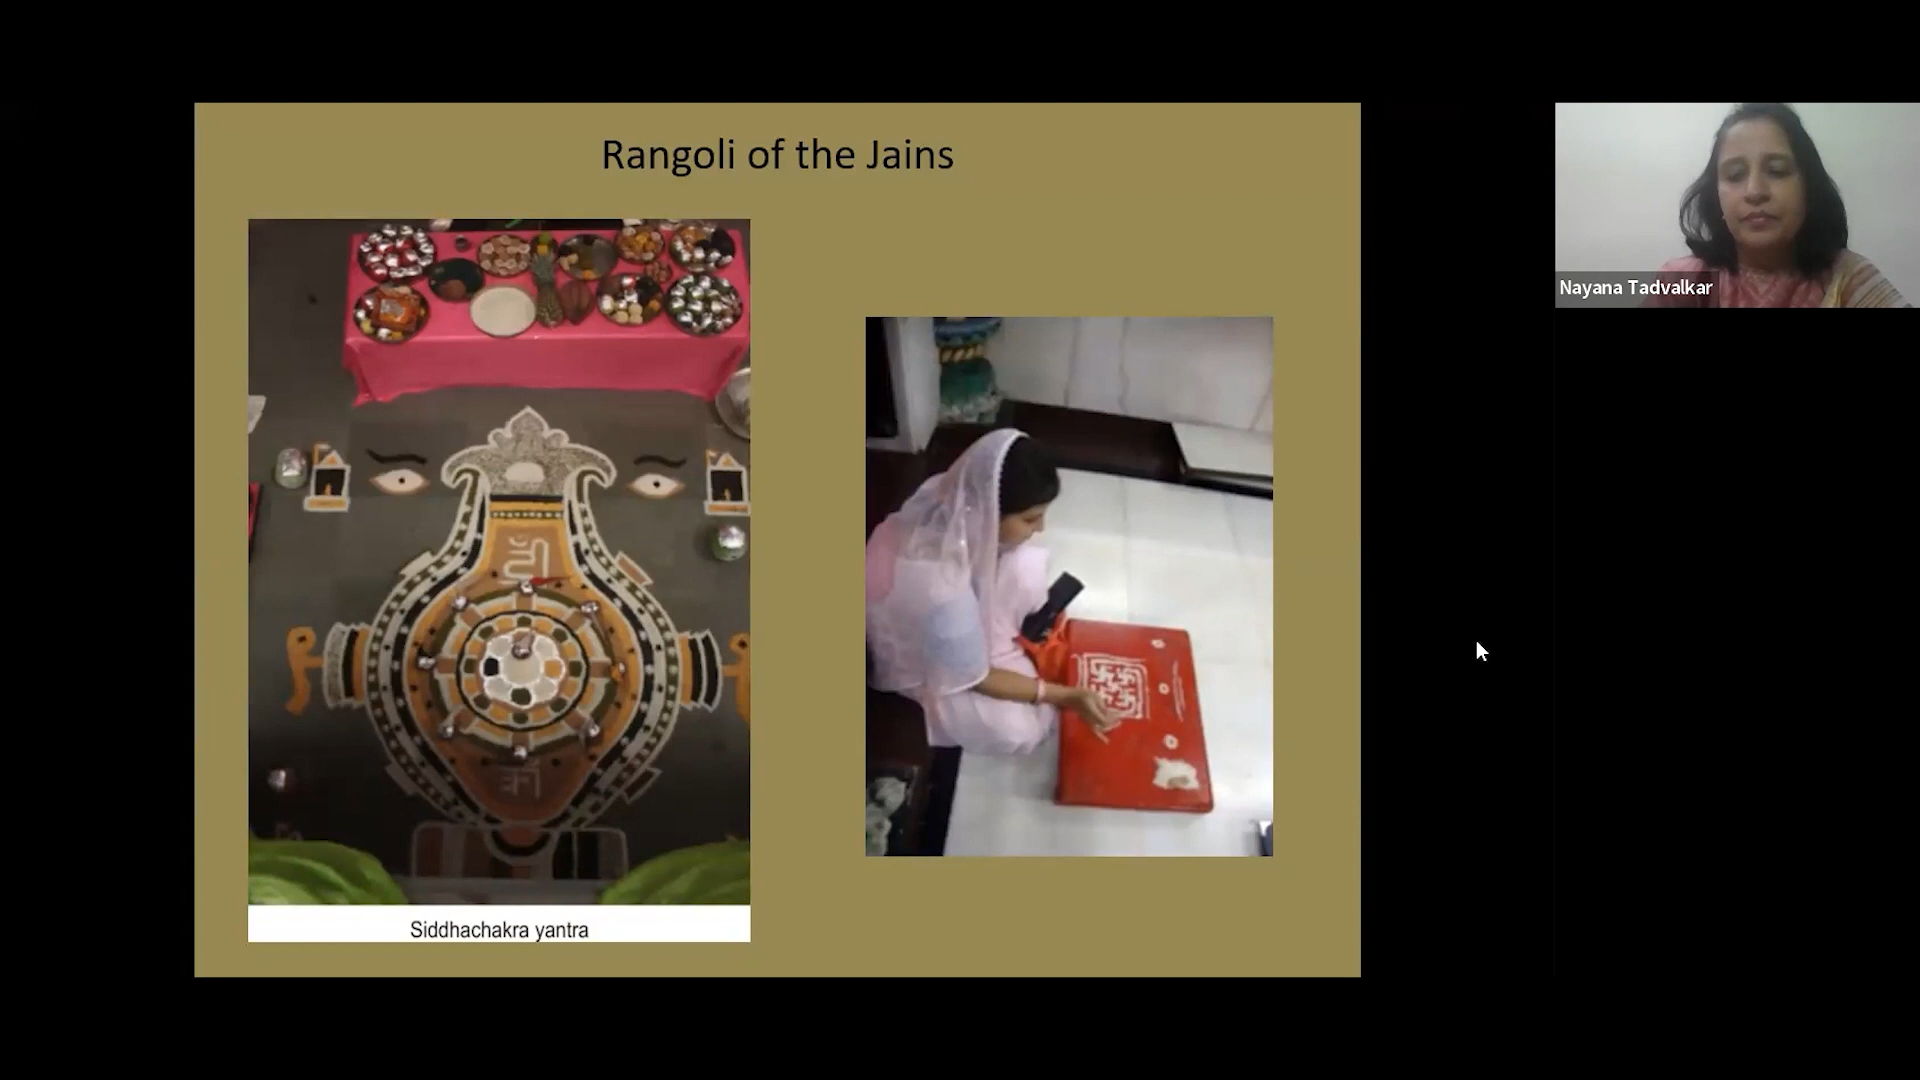 Rangoli of the Jains
Nayana Tadvalkar
Siddhachakra yantra